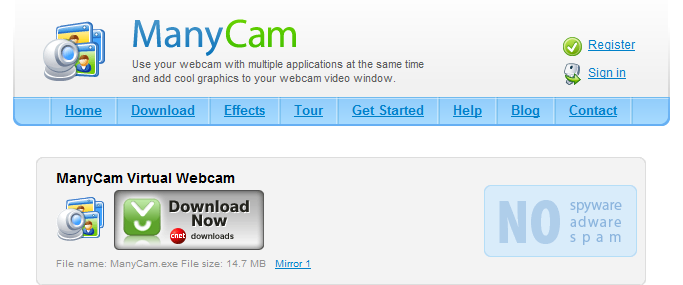 ManyCam
Use your webcam with multiple applications at the same time
and add cool graphics to your webcam video window.
Register
Sign in
Home Download Effects Tour Get Started Help Blog Contact
ManyCam Virtual Webcam
Download
Now
cnet downloads
NO spyware
adware
spam
File name: ManyCam.exe File size: 14.7 MB Mirror 1